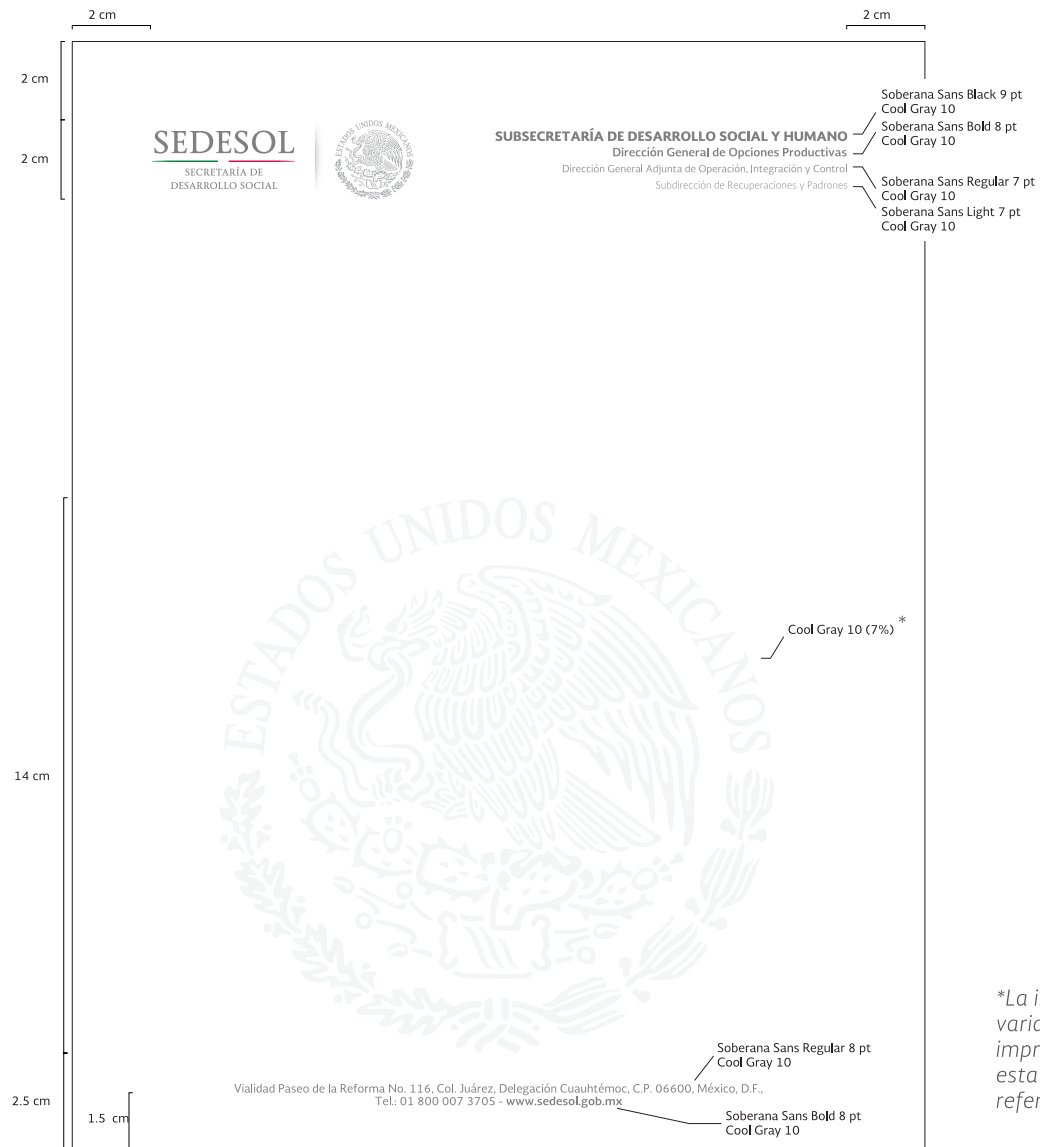 2 cm
2 cm
2 cm
2 cm
SEDESOL
SECRETARÍA DE
DESARROLLO SOCIAL
ESTADOS UNIDOS MEXICANOS
SUBSECRETARÍA DE DESARROLLO SOCIAL Y HUMANO
Dirección General de Opciones Productivas
Dirección General Adjunta de Operación, Integración y Control
Subdirección de Recuperaciones y Padrones
Soberana Sans Black 9 pt
Cool Gray 10
Soberana Sans Bold 8 pt
Cool Gray 10
Soberana Sans Regular 7 pt
Cool Gray 10
Soberana Sans Light 7 pt
Cool Gray 10
ESTADOS UNIDOS MEXICANOS
Cool Gray 10 (7%) *
14 cm
*La i
varia
impr
esta
refer
Soberana Sans Regular 8 pt
Cool Gray 10
Vialidad Paseo de la Reforma No. 116, Col. Juárez, Delegación Cuauhtémoc, C.P. 06600, México, D.F.,
Tel.: 01 800 007 3705 - www.sedesol.gob.mx
2.5 cm
1.5 cm
Soberana Sans Bold 8 pt
Cool Gray 10